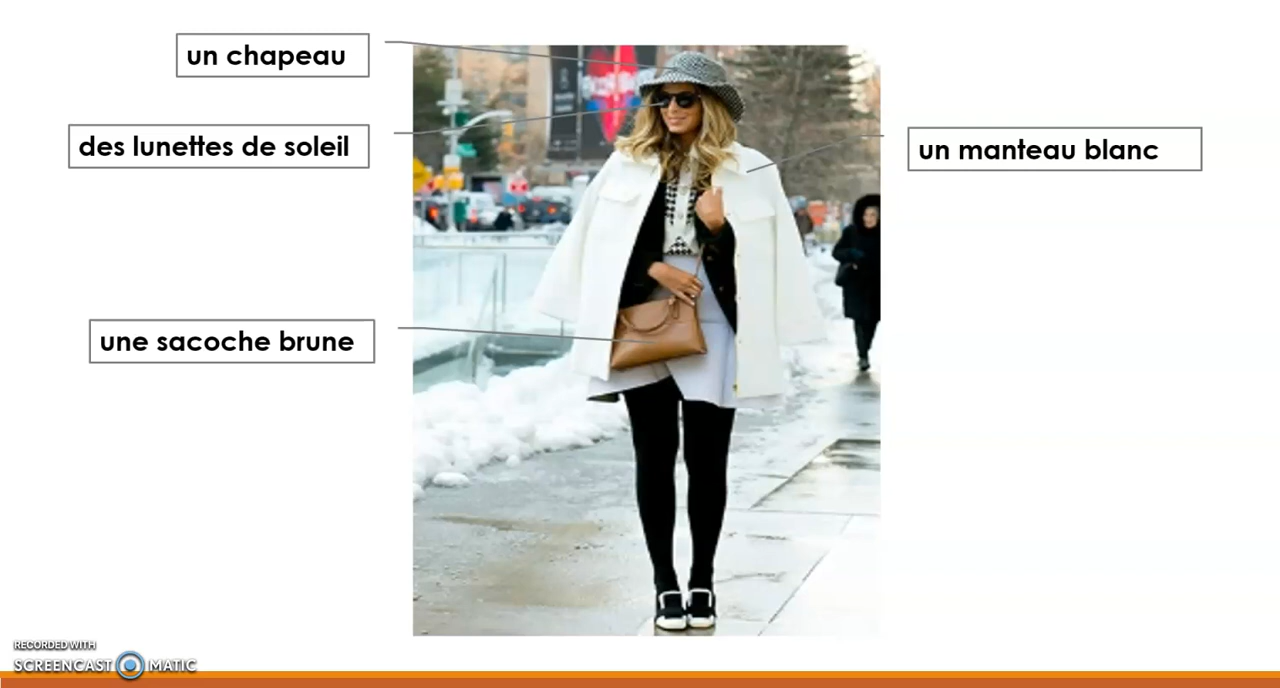 un chapeau
des lunettes de soleil
un manteau blanc
une sacoche brune
RECORDED WITH
SCREENCAST MATIC